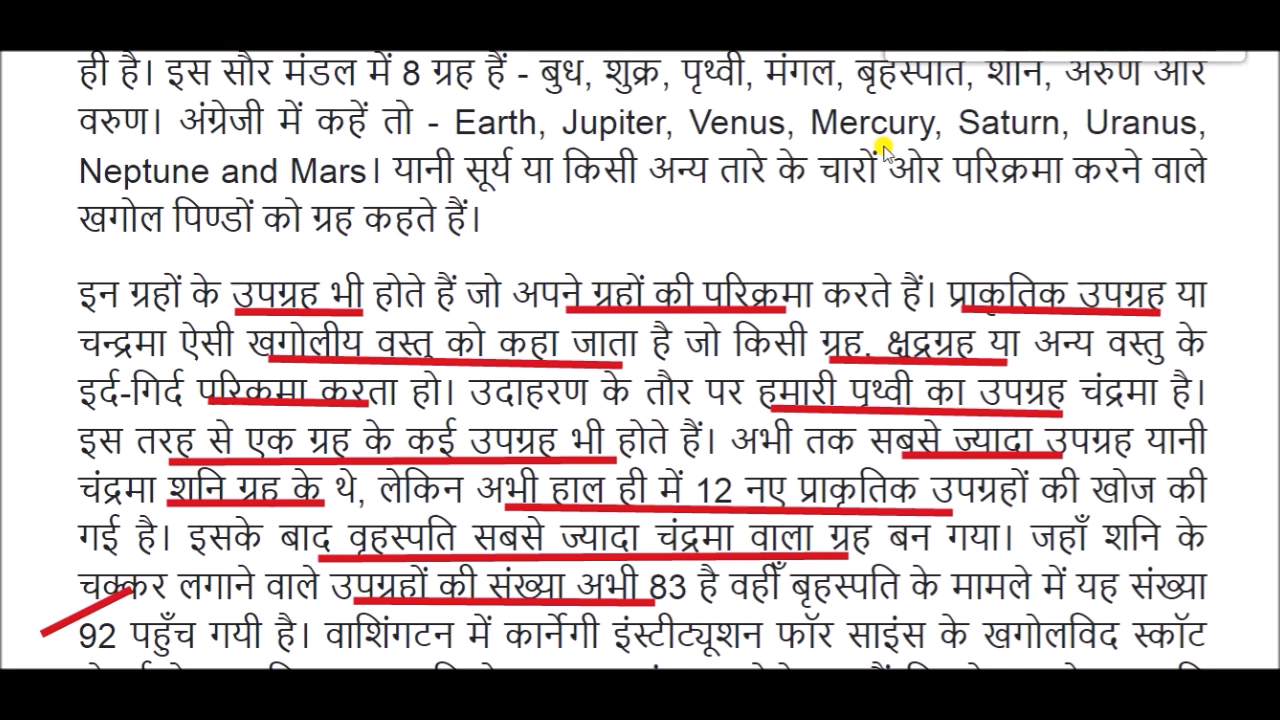 ही है। इस सौर मंडल में 8 ग्रह हैं - बुध, शुक्र, पृथ्वी, मंगल, बृहस्पति, शनि, अरुण और
वरुण। अंग्रेजी में कहें तो - Earth, Jupiter, Venus, Mercury, Saturn, Uranus,
Neptune and Mars। यानी सूर्य या किसी अन्य तारे के चारों ओर परिक्रमा करने वाले
खगोल पिण्डों को ग्रह कहते हैं।
इन ग्रहों के उपग्रह भी होते हैं जो अपने ग्रहों की परिक्रमा करते हैं। प्राकृतिक उपग्रह या
चन्द्रमा ऐसी खगोलीय वस्तु को कहा जाता है जो किसी ग्रह, क्षुद्रग्रह या अन्य वस्तु के
इर्द-गिर्द परिक्रमा करता हो। उदाहरण के तौर पर हमारी पृथ्वी का उपग्रह चंद्रमा है।
इस तरह से एक ग्रह के कई उपग्रह भी होते हैं। अभी तक सबसे ज्यादा उपग्रह यानी
चंद्रमा शनि ग्रह के थे, लेकिन अभी हाल ही में 12 नए प्राकृतिक उपग्रहों की खोज की
गई है। इसके बाद वृहस्पति सबसे ज्यादा चंद्रमा वाला ग्रह बन गया। जहाँ शनि के
चक्कर लगाने वाले उपग्रहों की संख्या अभी 83 है वहीँ बृहस्पति के मामले में यह संख्या
92 पहुँच गयी है। वाशिंगटन में कार्नेगी इंस्टीट्यूशन फॉर साइंस के खगोलविद स्कॉट